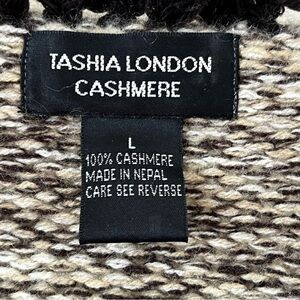 TASHIA LONDON
CASHMERE
L
100% CASHMERE
MADE IN NEPAL
CARE SEE REVERSE